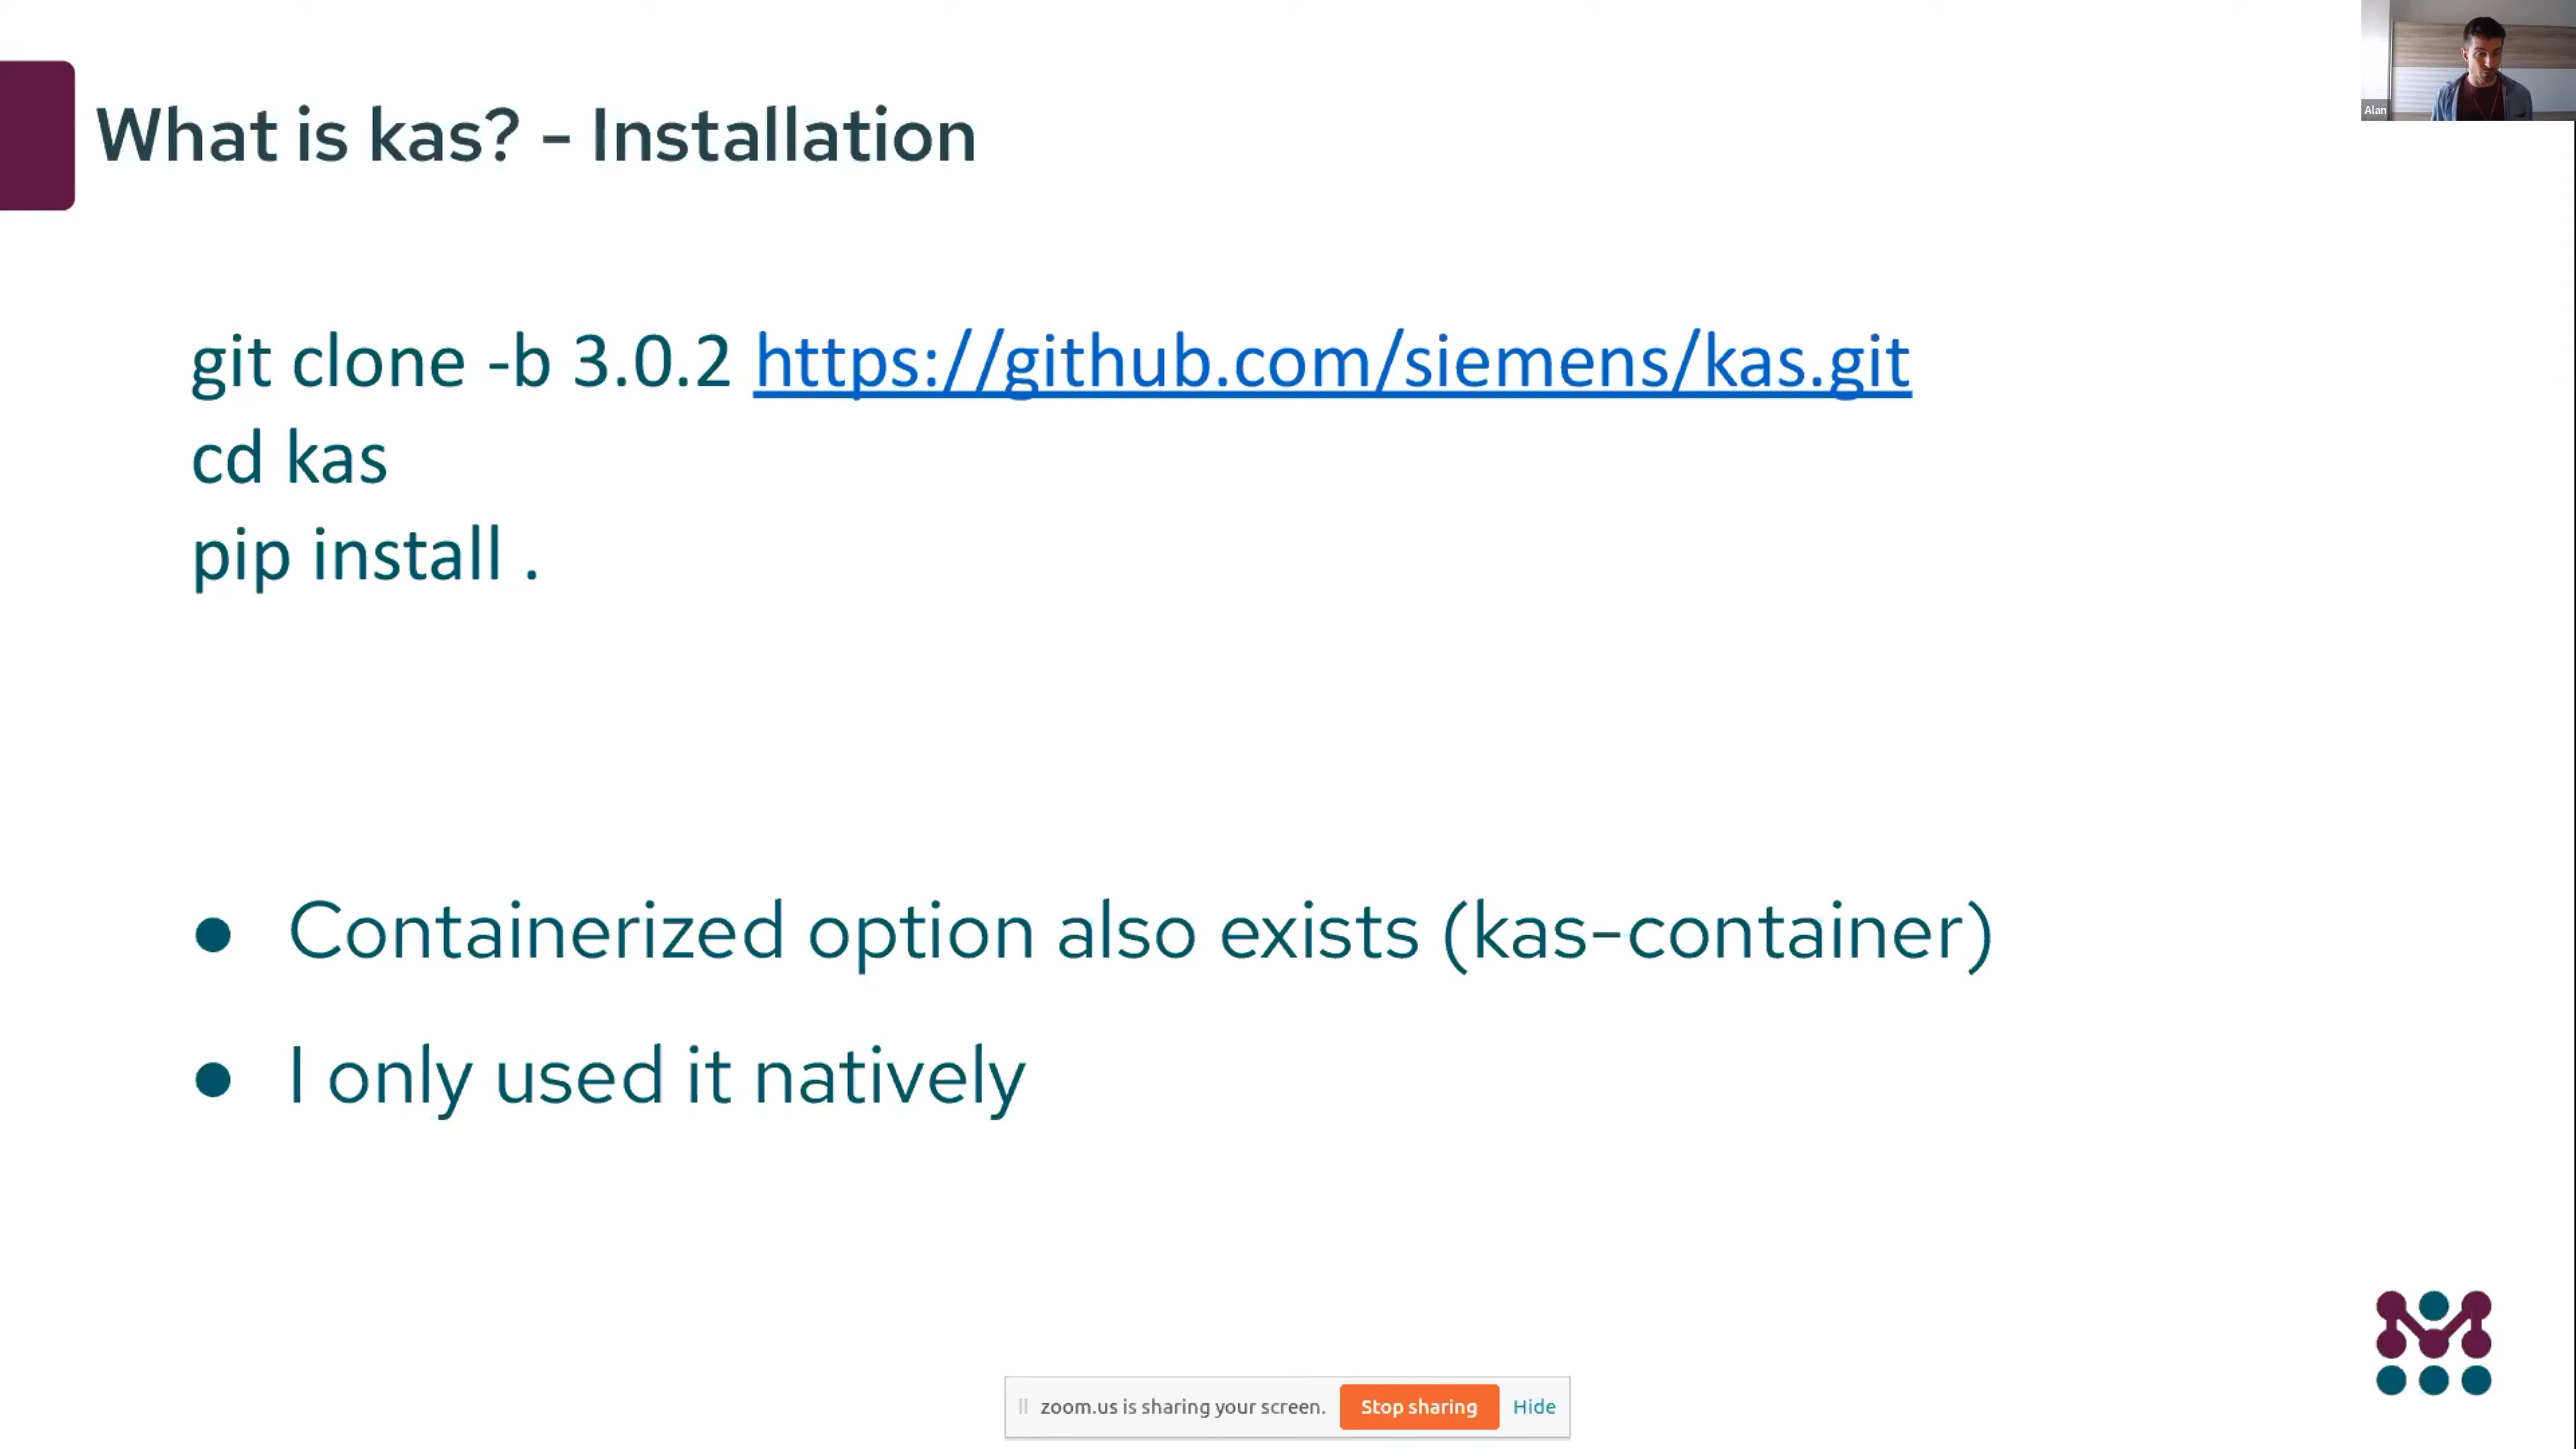 What is kas? - Installation
Alan
git clone -b 3.0.2 https://github.com/siemens/kas.git
cd kas
pip install .
● Containerized option also exists (kas-container)
● I only used it natively
zoom.us is sharing your screen. Stop sharing Hide